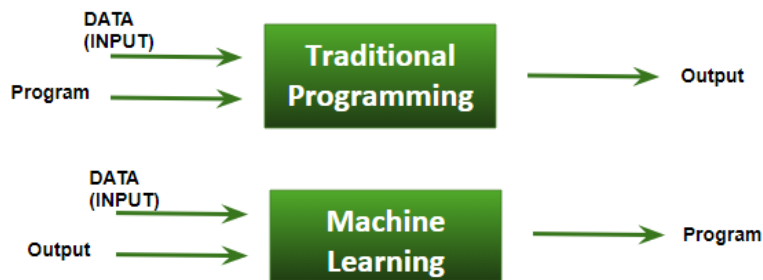 DATA
(INPUT)
Program
Traditional
Programming
Output
DATA
(INPUT)
Output
Machine
Learning
Program